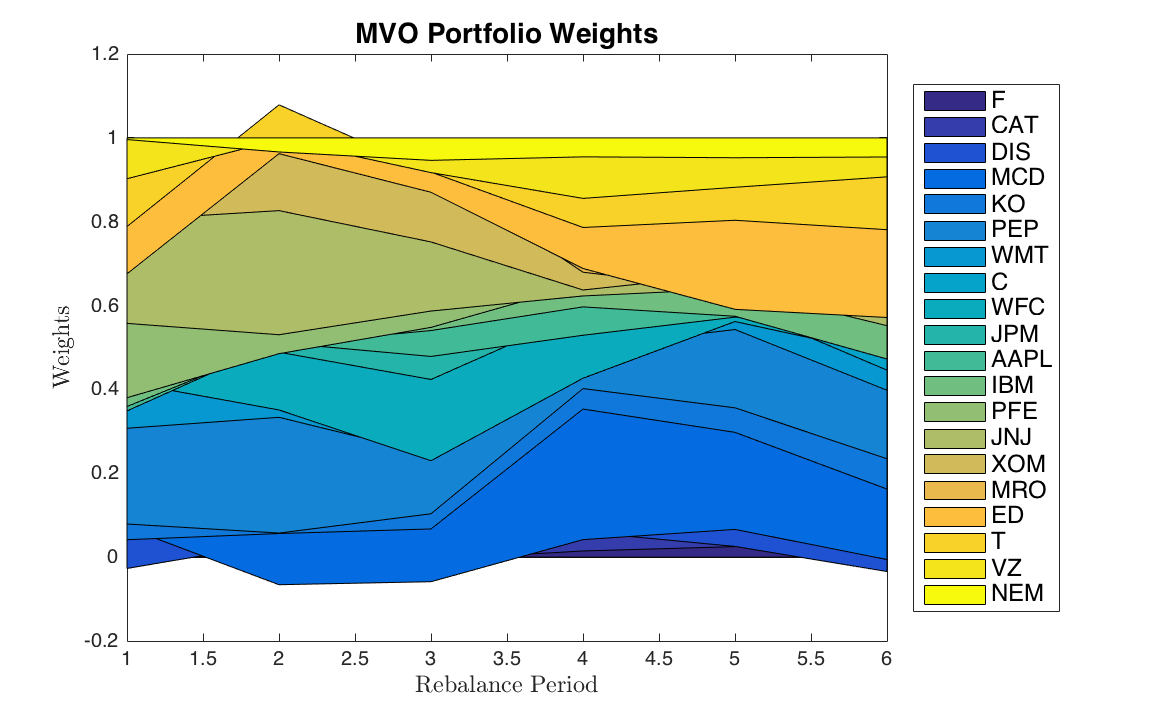 MVO Portfolio Weights
1.2
1
0.8
0.6
0.4
0.2
0
-0.2
Weights
1 1.5 2 2.5 3 3.5 4 4.5 5 5.5 6
Rebalance Period
F
CAT
DIS
MCD
KO
PEP
WMT
C
WFC
JPM
AAPL
IBM
PFE
JNJ
XOM
MRO
ED
T
VZ
NEM